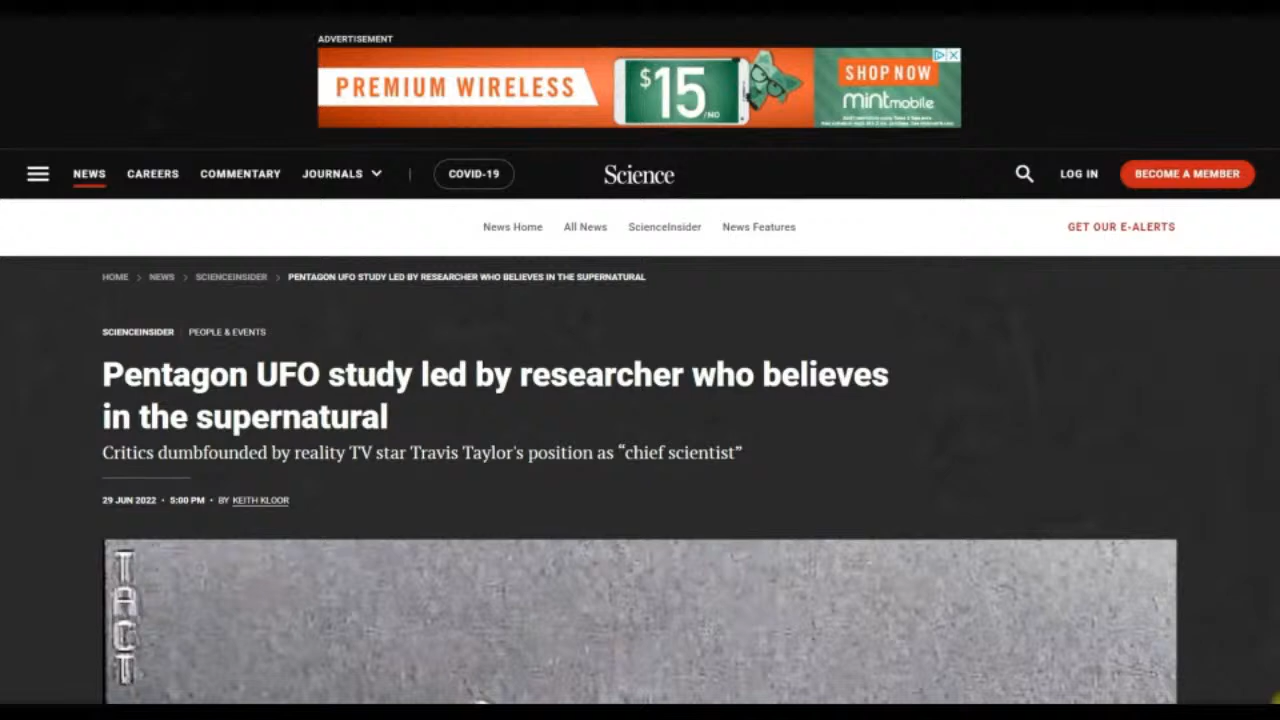 ADVERTISEMENT
PREMIUM WIRELESS
$15/MO
SHOP NOW
mintmobile
NEWS CAREERS COMMENTARY JOURNALS | COVID-19 Science LOG IN BECOME A MEMBER
News Home All News ScienceInsider News Features GET OUR E-ALERTS
HOME > NEWS > SCIENCEINSIDER > PENTAGON UFO STUDY LED BY RESEARCHER WHO BELIEVES IN THE SUPERNATURAL
SCIENCEINSIDER | PEOPLE & EVENTS
Pentagon UFO study led by researcher who believes
in the supernatural
Critics dumbfounded by reality TV star Travis Taylor's position as “chief scientist”
29 JUN 2022 • 5:00 PM • BY KEITH KLOOR
TACT